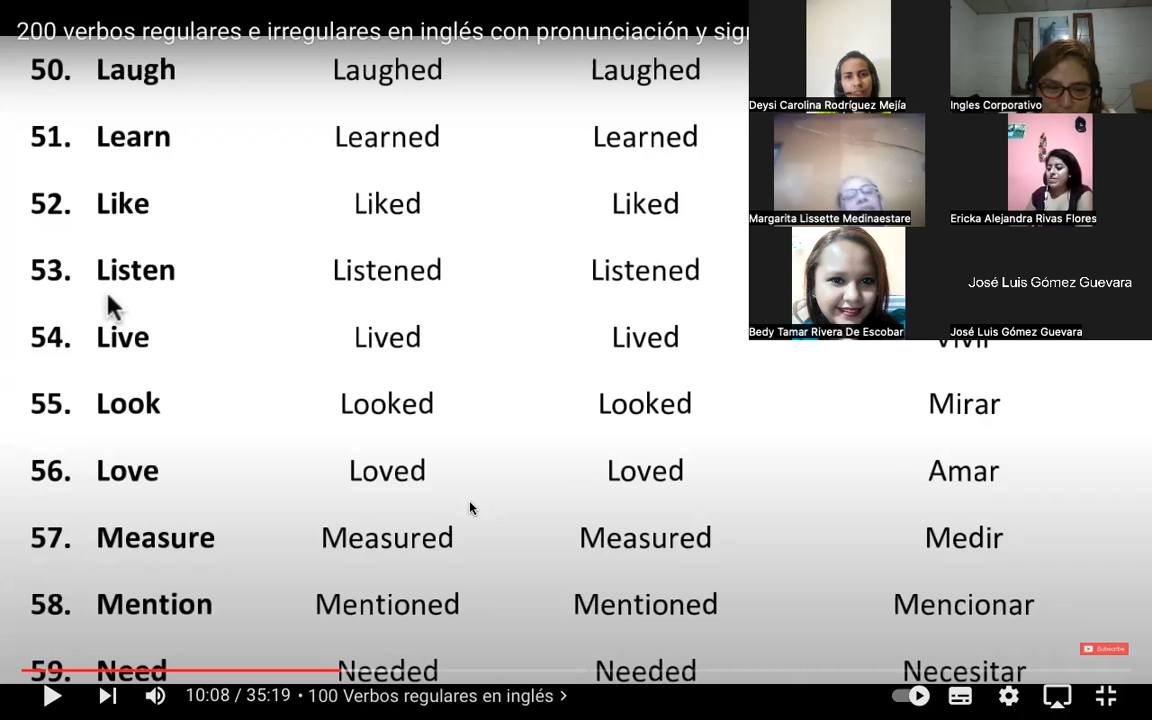 200 verbos regulares e irregulares en inglés con pronunciación y sig
50. Laugh Laughed Laughed
51. Learn Learned Learned
52. Like Liked Liked
53. Listen Listened Listened
54. Live Lived Lived Vivir
55. Look Looked Looked Mirar
56. Love Loved Loved Amar
57. Measure Measured Measured Medir
58. Mention Mentioned Mentioned Mencionar
59. Need Needed Needed Necesitar
Deysi Carolina Rodríguez Mejía
Ingles Corporativo
Margarita Lissette Medinaestare
Ericka Alejandra Rivas Flores
José Luis Gómez Guevara
Bedy Tamar Rivera De Escobar
José Luis Gómez Guevara
Subscribe
10:08 / 35:19 • 100 Verbos regulares en inglés >